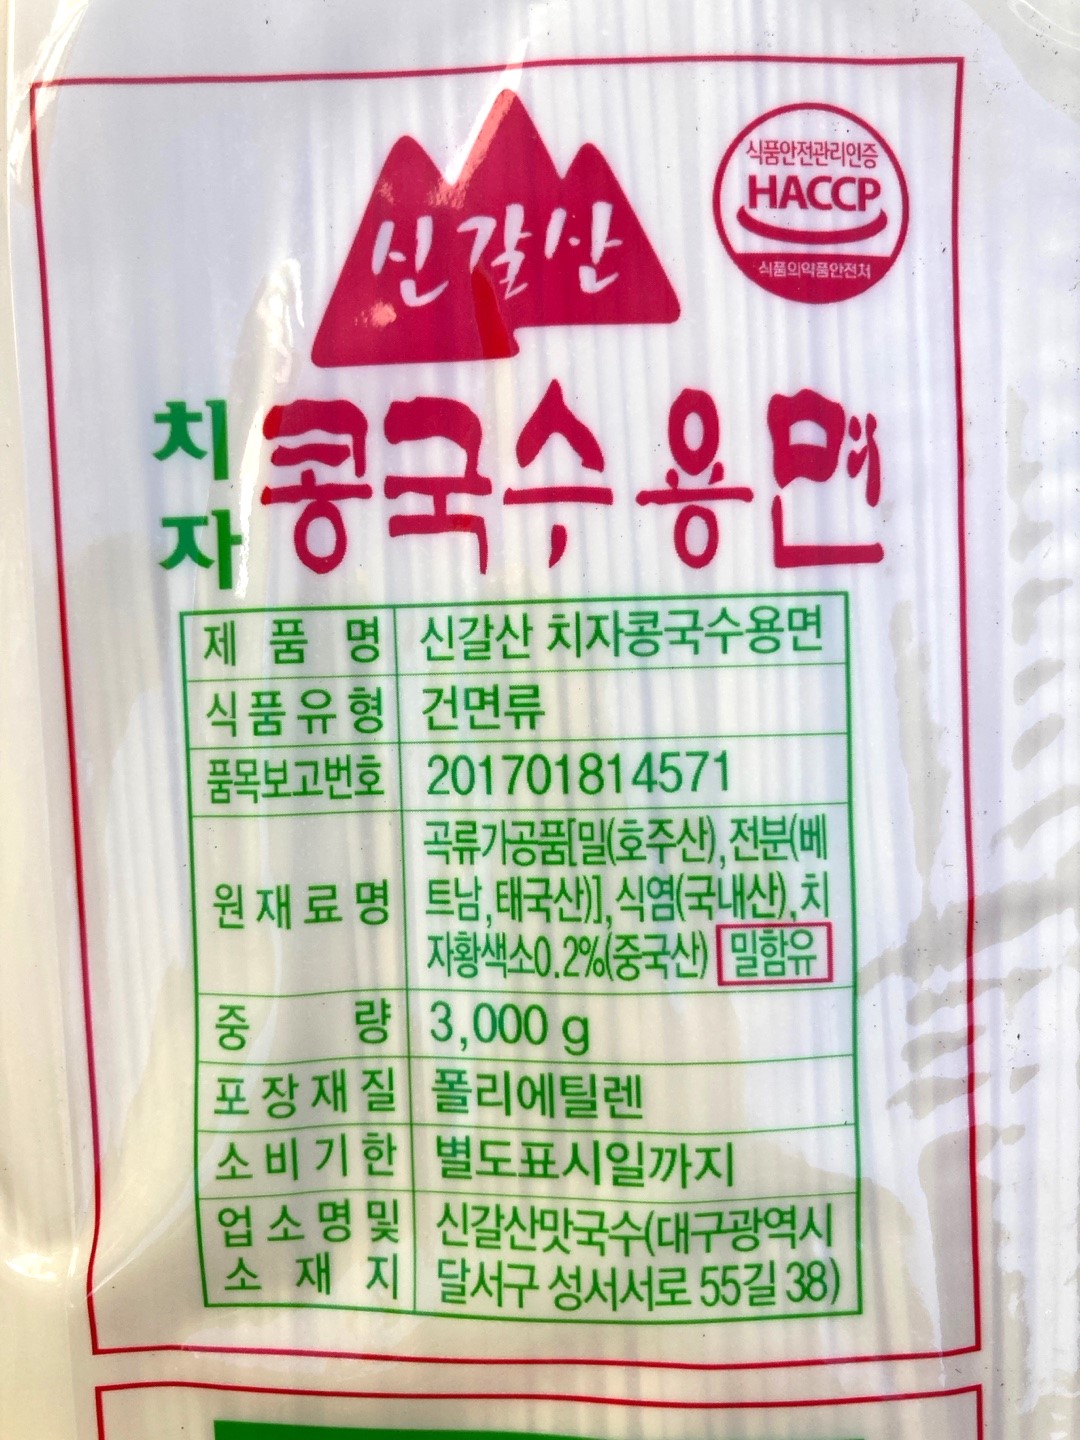 신갈산
식품안전관리인증
HACCP
식품의약품안전처
치자 콩국수용면
제품명 신갈산 치자콩국수용면
식품유형 건면류
품목보고번호 201701814571
원재료명 곡류가공품[밀(호주산), 전분(베
트남, 태국산)], 식염(국내산), 치
자황색소0.2%(중국산) 밀함유
중량 3,000 g
포장재질 폴리에틸렌
소비기한 별도표시일까지
업소명및 신갈산맛국수(대구광역시
소재지 달서구 성서서로 55길 38)